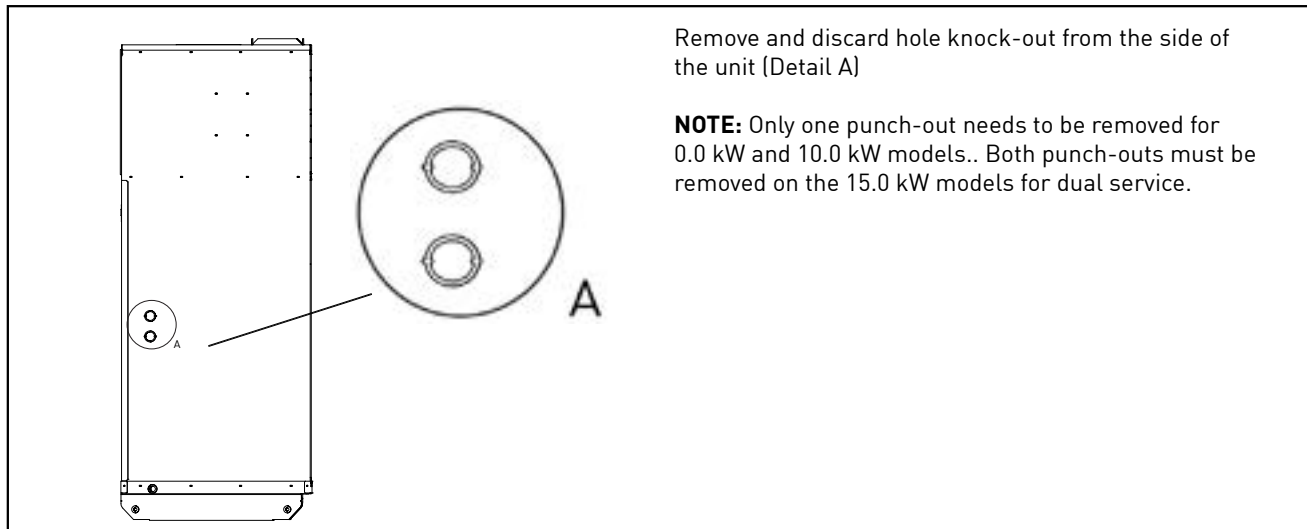 Remove and discard hole knock-out from the side of
the unit (Detail A)
NOTE: Only one punch-out needs to be removed for
0.0 kW and 10.0 kW models.. Both punch-outs must be
removed on the 15.0 kW models for dual service.
A
A